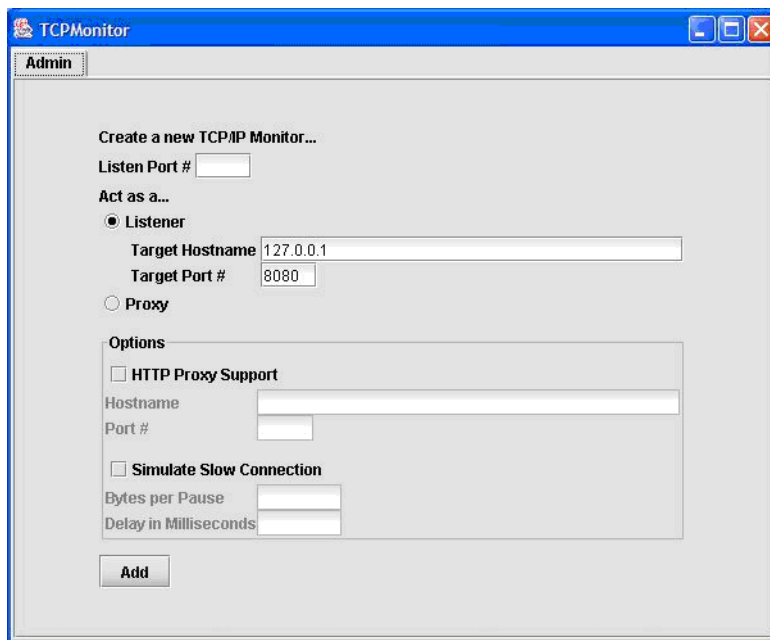 TCPMonitor
Admin
Create a new TCP/IP Monitor...
Listen Port #
Act as a...
Listener
Target Hostname 127.0.0.1
Target Port # 8080
Proxy
Options
HTTP Proxy Support
Hostname
Port #
Simulate Slow Connection
Bytes per Pause
Delay in Milliseconds
Add